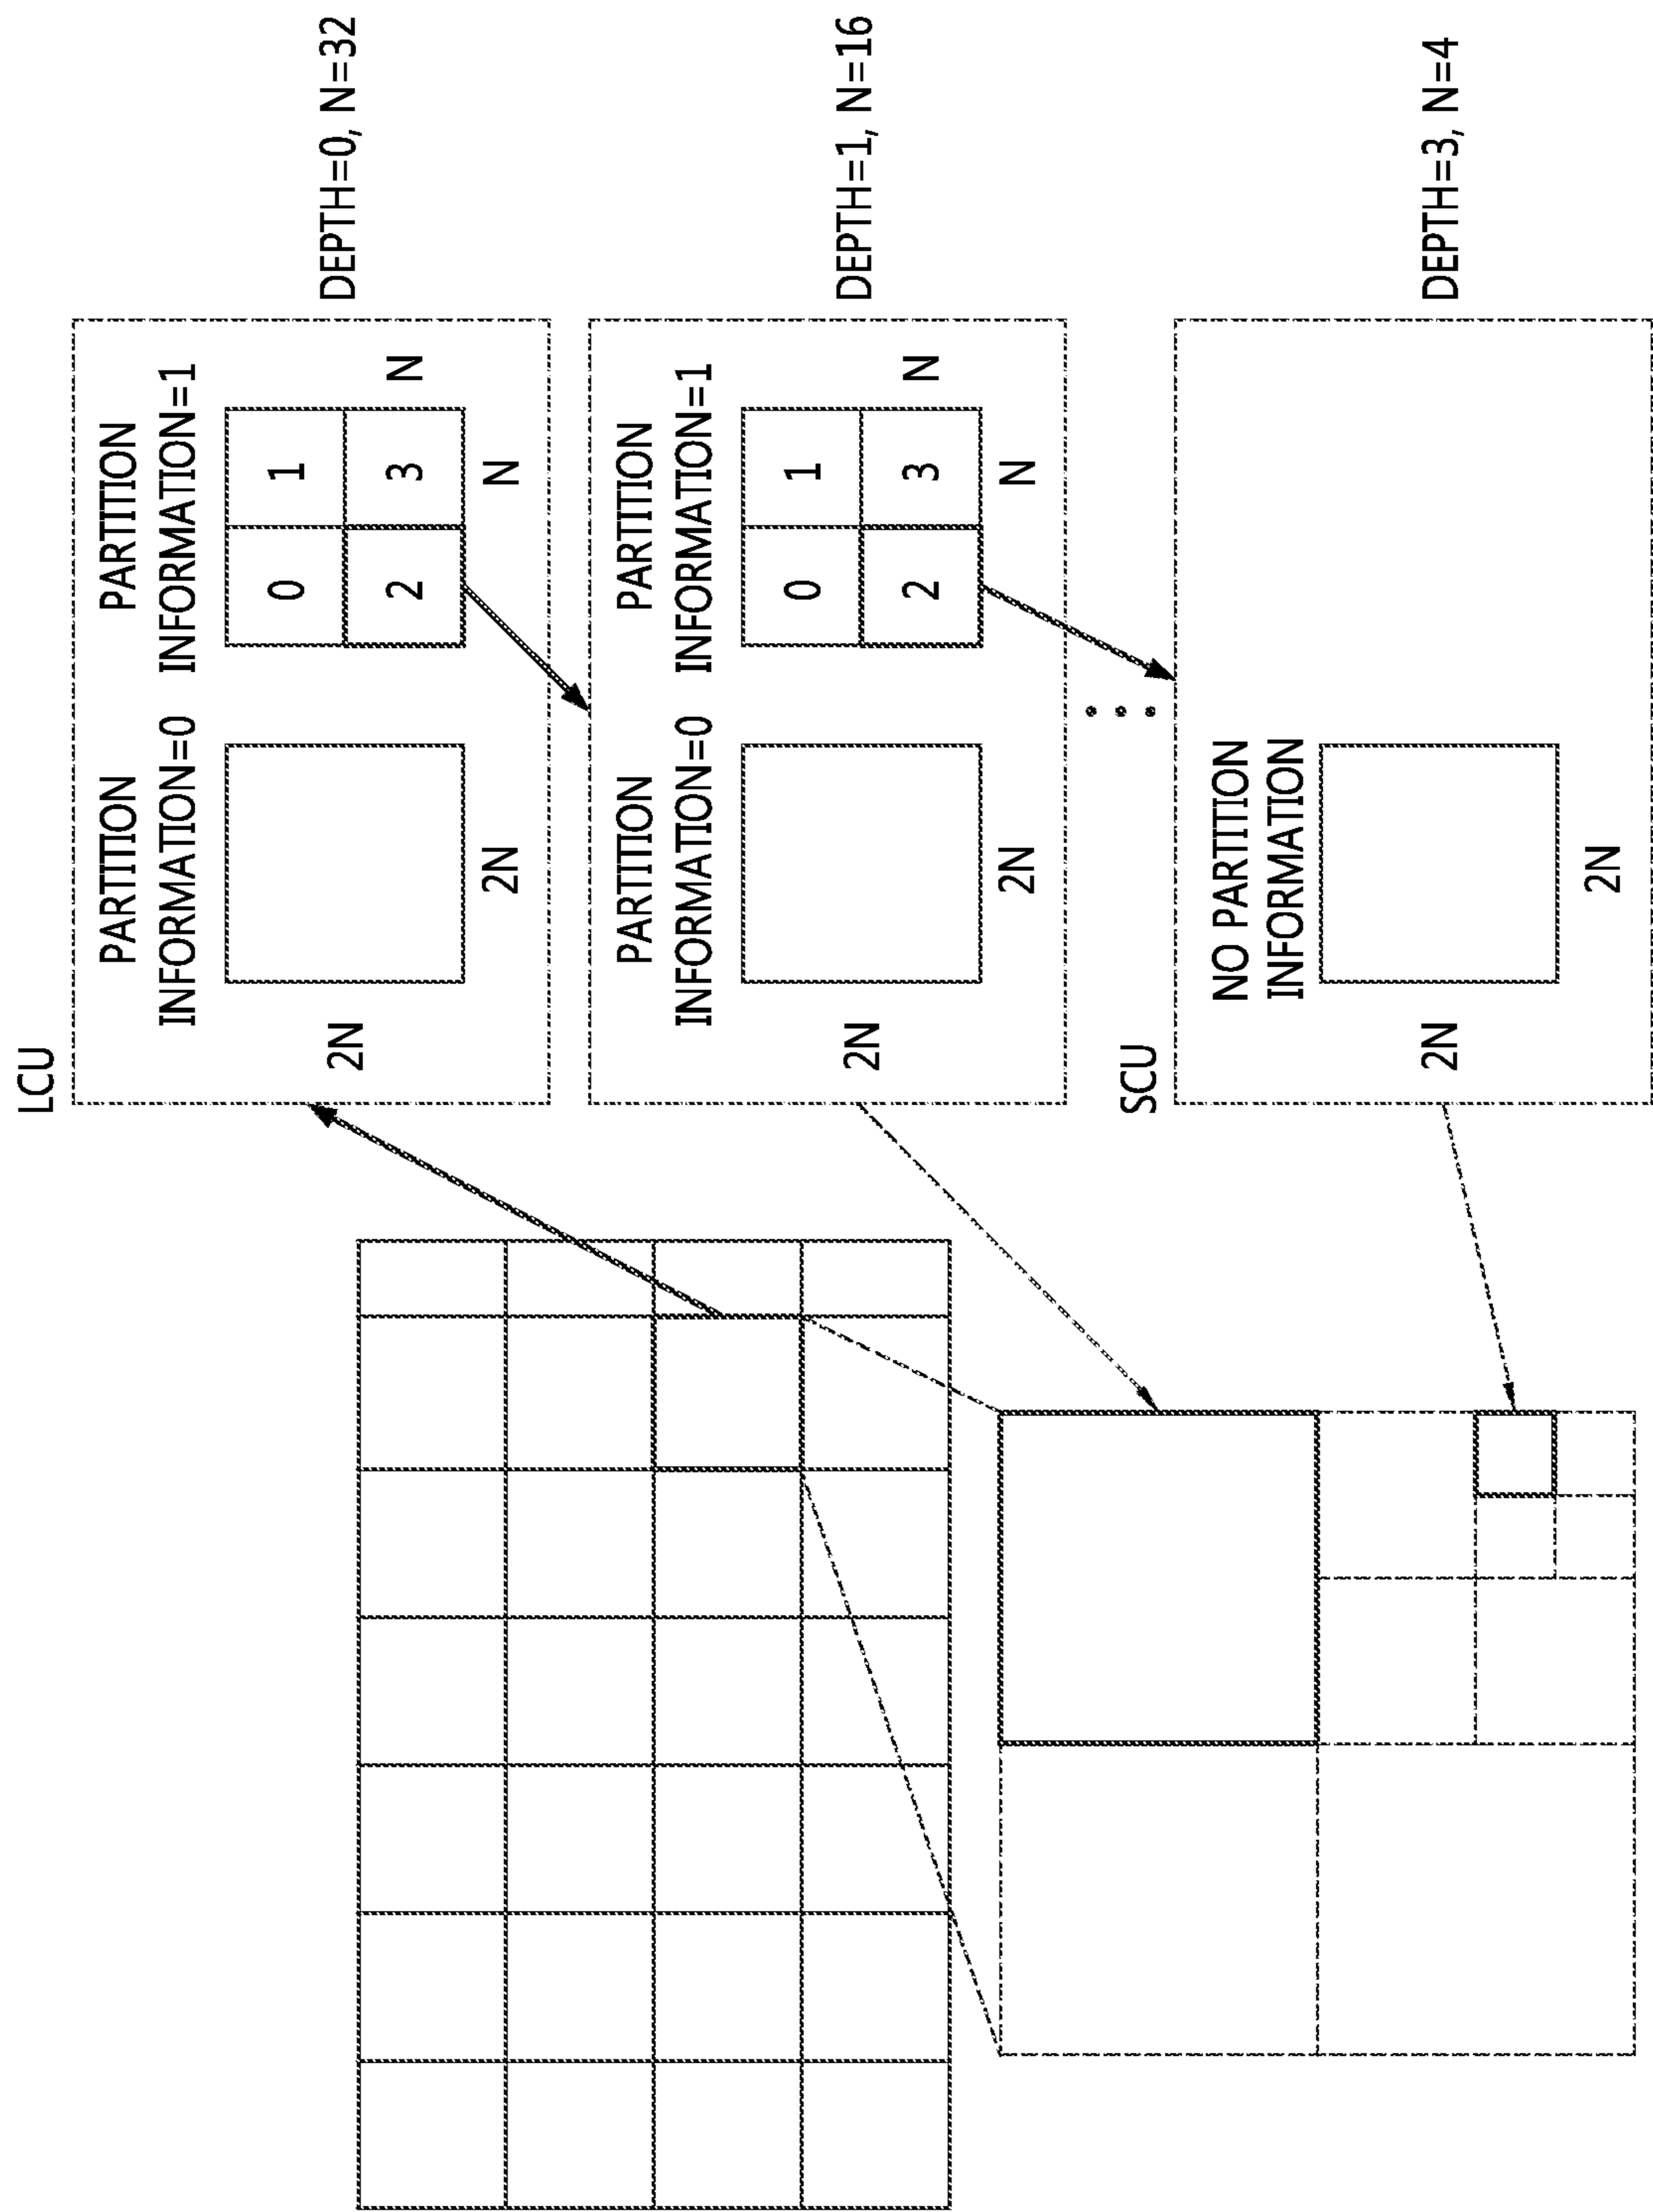 LCU
PARTITION
INFORMATION=0
PARTITION
INFORMATION=1
2N
2N
0
1
2
3
N
N
DEPTH=0, N=32
PARTITION
INFORMATION=0
PARTITION
INFORMATION=1
2N
2N
0
1
2
3
N
N
DEPTH=1, N=16
SCU
NO PARTITION
INFORMATION
2N
2N
DEPTH=3, N=4